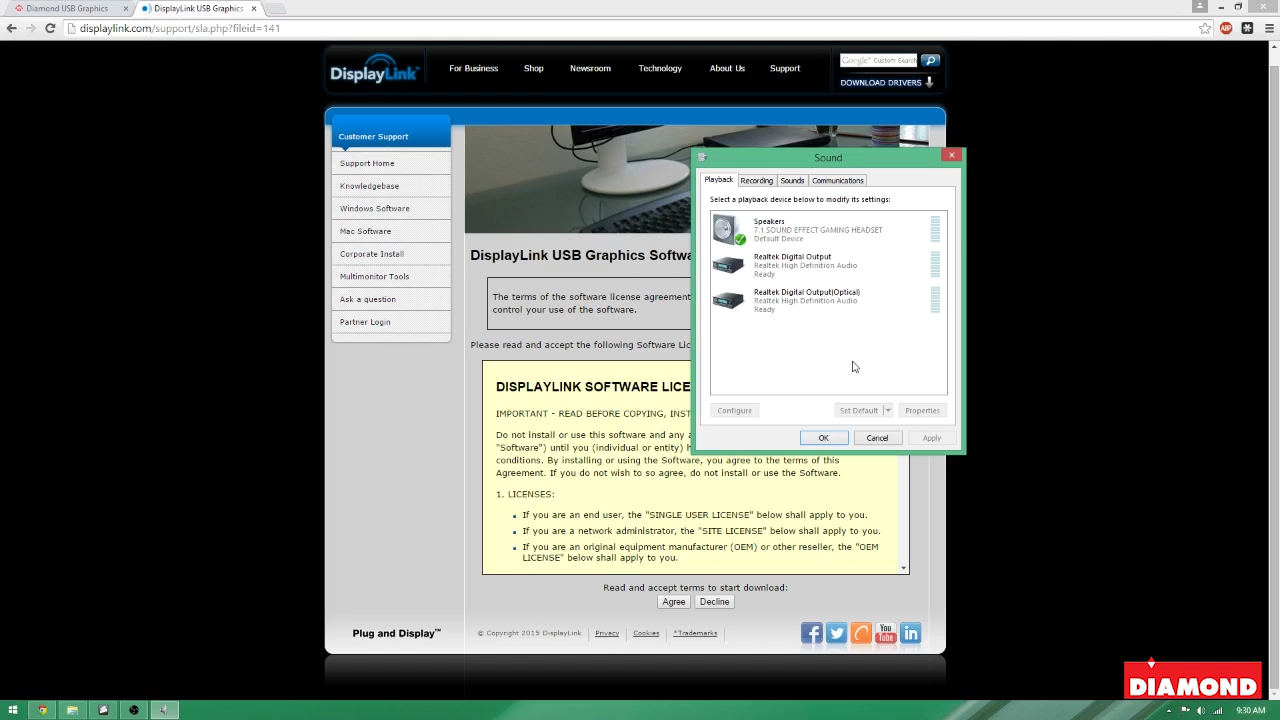 Diamond USB Graphics
DisplayLink USB Graphics
displaylink.com/support/sla.php?fileid=141
DisplayLink
For Business
Shop
Newsroom
Technology
About Us
Support
Google™ Custom Search
DOWNLOAD DRIVERS
Customer Support
Support Home
Knowledgebase
Windows Software
Mac Software
Corporate Install
Multimonitor Tools
Ask a question
Partner Login
DisplayLink USB Graphics Softwa
The terms of the software license agreement
control your use of the software.
Please read and accept the following Software Lic
DISPLAYLINK SOFTWARE LICE
IMPORTANT - READ BEFORE COPYING, INST
Do not install or use this software and any a
"Software") until you (individual or entity) h
conditions. By installing or using the Software, you agree to the terms of this
Agreement. If you do not wish to so agree, do not install or use the Software.
1. LICENSES:
If you are an end user, the "SINGLE USER LICENSE" below shall apply to you.
If you are a network administrator, the "SITE LICENSE" below shall apply to you.
If you are an original equipment manufacturer (OEM) or other reseller, the "OEM
LICENSE" below shall apply to you.
Read and accept terms to start download:
Agree
Decline
Plug and Display™
© Copyright 2015 DisplayLink
Privacy
Cookies
*Trademarks
You
Tube
in
Sound
Playback
Recording
Sounds
Communications
Select a playback device below to modify its settings:
Speakers
7.1 SOUND EFFECT GAMING HEADSET
Default Device
Realtek Digital Output
Realtek High Definition Audio
Ready
Realtek Digital Output(Optical)
Realtek High Definition Audio
Ready
Configure
Set Default
Properties
OK
Cancel
Apply
ABP
DIAMOND
9:30 AM